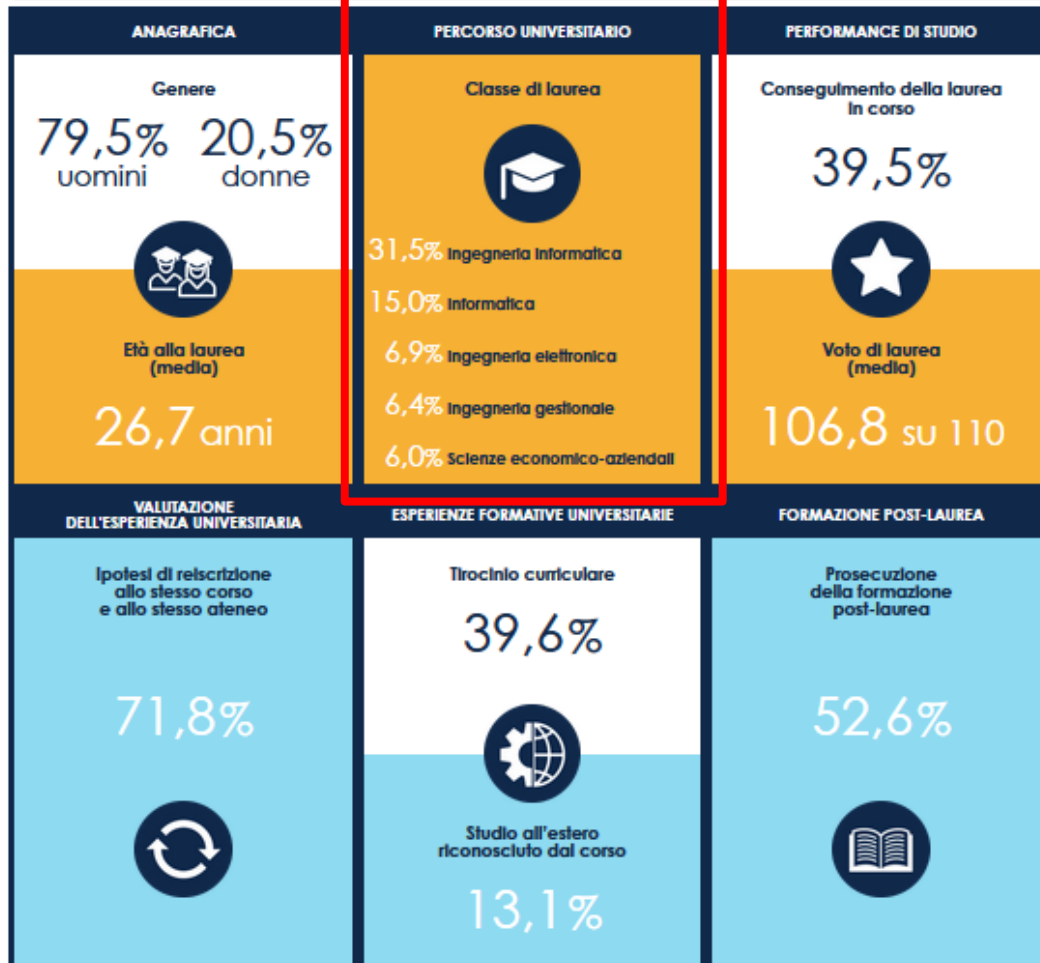 ANAGRAFICA
Genere
79,5% 20,5%
uomini donne
Età alla laurea
(media)
26,7 anni
PERCORSO UNIVERSITARIO
Classe di laurea
31,5% Ingegneria informatica
15,0% Informatica
6,9% Ingegneria elettronica
6,4% Ingegneria gestionale
6,0% Scienze economico-aziendali
PERFORMANCE DI STUDIO
Conseguimento della laurea
in corso
39,5%
Voto di laurea
(media)
106,8 su 110
VALUTAZIONE
DELL'ESPERIENZA UNIVERSITARIA
Ipotesi di reiscrizione
allo stesso corso
e allo stesso ateneo
71,8%
ESPERIENZE FORMATIVE UNIVERSITARIE
Tirocinio curriculare
39,6%
Studio all'estero
riconosciuto dal corso
13,1%
FORMAZIONE POST-LAUREA
Prosecuzione
della formazione
post-laurea
52,6%